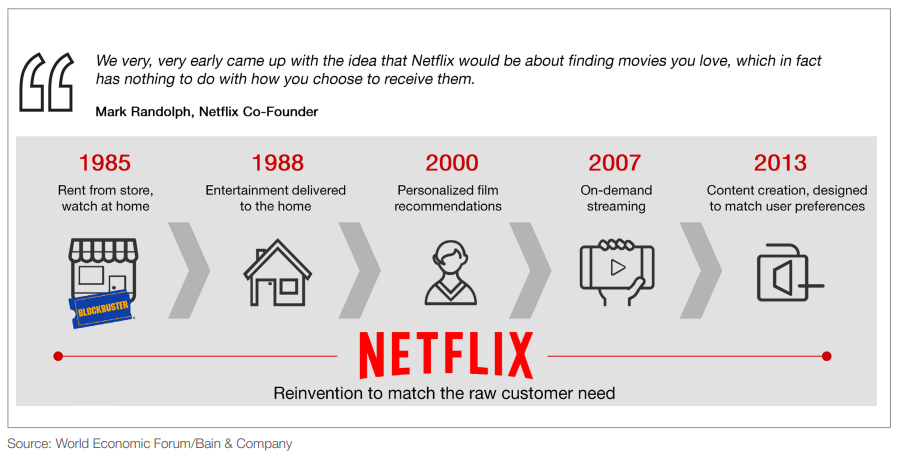 We very, very early came up with the idea that Netflix would be about finding movies you love, which in fact
has nothing to do with how you choose to receive them.
Mark Randolph, Netflix Co-Founder
1985
Rent from store,
watch at home
BLOCKBUSTER
1988
Entertainment delivered
to the home
2000
Personalized film
recommendations
2007
On-demand
streaming
2013
Content creation, designed
to match user preferences
NETFLIX
Reinvention to match the raw customer need
Source: World Economic Forum/Bain & Company